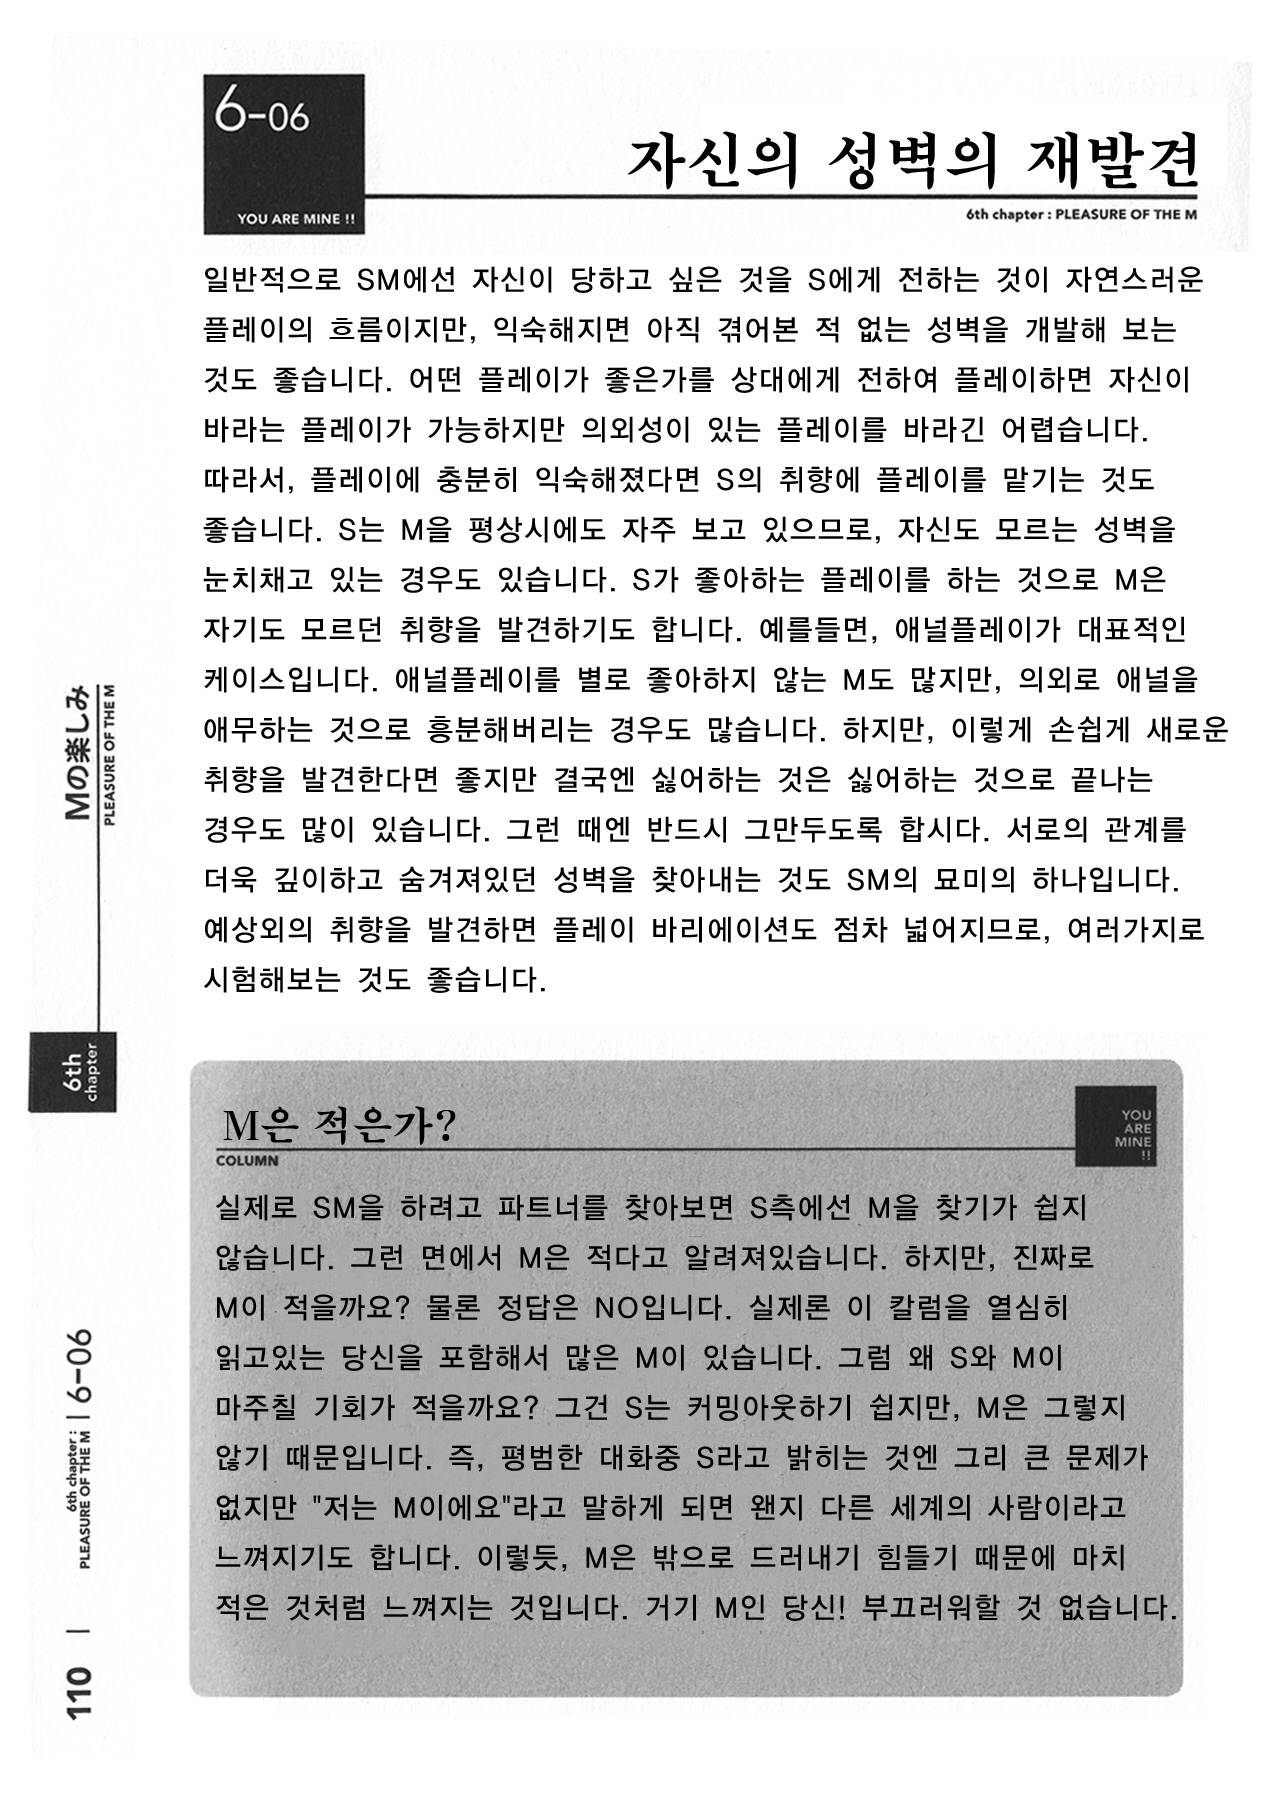 6-06
YOU ARE MINE !!
자신의 성벽의 재발견
6th chapter : PLEASURE OF THE M
일반적으로 SM에선 자신이 당하고 싶은 것을 S에게 전하는 것이 자연스러운
플레이의 흐름이지만, 익숙해지면 아직 겪어본 적 없는 성벽을 개발해 보는
것도 좋습니다. 어떤 플레이가 좋은가를 상대에게 전하여 플레이하면 자신이
바라는 플레이가 가능하지만 의외성이 있는 플레이를 바라긴 어렵습니다.
따라서, 플레이에 충분히 익숙해졌다면 S의 취향에 플레이를 맡기는 것도
좋습니다. S는 M을 평상시에도 자주 보고 있으므로, 자신도 모르는 성벽을
눈치채고 있는 경우도 있습니다. S가 좋아하는 플레이를 하는 것으로 M은
자기도 모르던 취향을 발견하기도 합니다. 예를들면, 애널플레이가 대표적인
케이스입니다. 애널플레이를 별로 좋아하지 않는 M도 많지만, 의외로 애널을
애무하는 것으로 흥분해버리는 경우도 많습니다. 하지만, 이렇게 손쉽게 새로운
취향을 발견한다면 좋지만 결국엔 싫어하는 것은 싫어하는 것으로 끝나는
경우도 많이 있습니다. 그런 때엔 반드시 그만두도록 합시다. 서로의 관계를
더욱 깊이하고 숨겨져있던 성벽을 찾아내는 것도 SM의 묘미의 하나입니다.
예상외의 취향을 발견하면 플레이 바리에이션도 점차 넓어지므로, 여러가지로
시험해보는 것도 좋습니다.
M은 적은가?
COLUMN
YOU
ARE
MINE
!!
실제로 SM을 하려고 파트너를 찾아보면 S측에선 M을 찾기가 쉽지
않습니다. 그런 면에서 M은 적다고 알려져있습니다. 하지만, 진짜로
M이 적을까요? 물론 정답은 NO입니다. 실제론 이 칼럼을 열심히
읽고있는 당신을 포함해서 많은 M이 있습니다. 그럼 왜 S와 M이
마주칠 기회가 적을까요? 그건 S는 커밍아웃하기 쉽지만, M은 그렇지
않기 때문입니다. 즉, 평범한 대화중 S라고 밝히는 것엔 그리 큰 문제가
없지만 "저는 M이에요"라고 말하게 되면 왠지 다른 세계의 사람이라고
느껴지기도 합니다. 이렇듯, M은 밖으로 드러내기 힘들기 때문에 마치
적은 것처럼 느껴지는 것입니다. 거기 M인 당신! 부끄러워할 것 없습니다.
Mの楽しみ
PLEASURE OF THE M
6th
chapter
6th chapter :
PLEASURE OF THE M
6-06
110